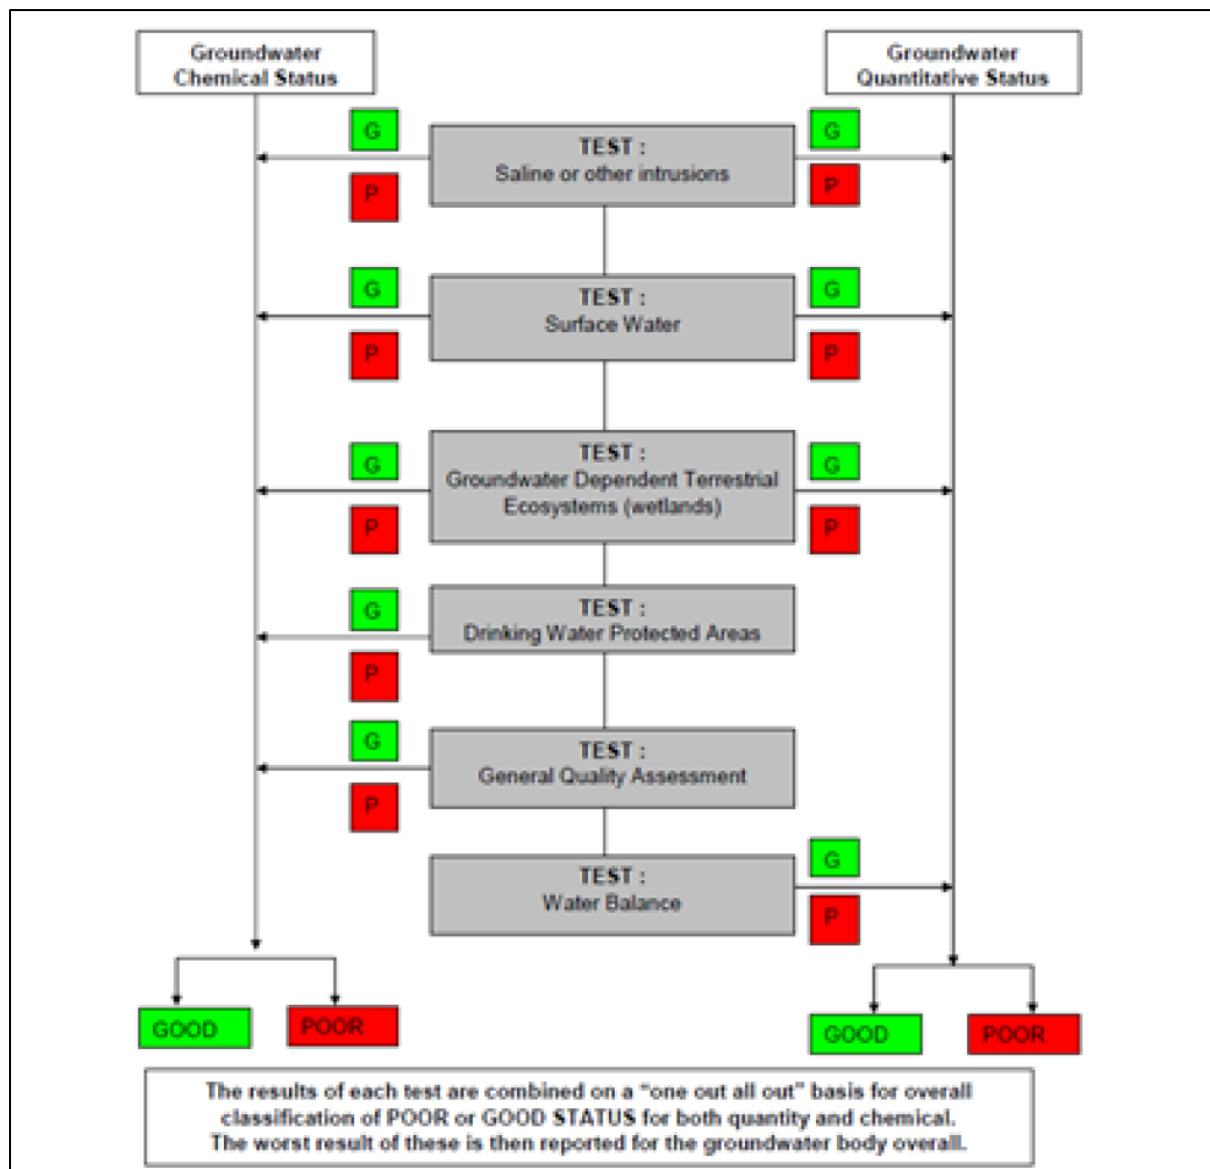 Groundwater
Chemical Status
Groundwater
Quantitative Status
G
P
TEST :
Saline or other intrusions
G
P
G
P
TEST :
Surface Water
G
P
G
P
TEST :
Groundwater Dependent Terrestrial
Ecosystems (wetlands)
G
P
G
P
TEST :
Drinking Water Protected Areas
G
P
TEST :
General Quality Assessment
TEST :
Water Balance
G
P
GOOD
POOR
GOOD
POOR
The results of each test are combined on a “one out all out” basis for overall
classification of POOR or GOOD STATUS for both quantity and chemical.
The worst result of these is then reported for the groundwater body overall.